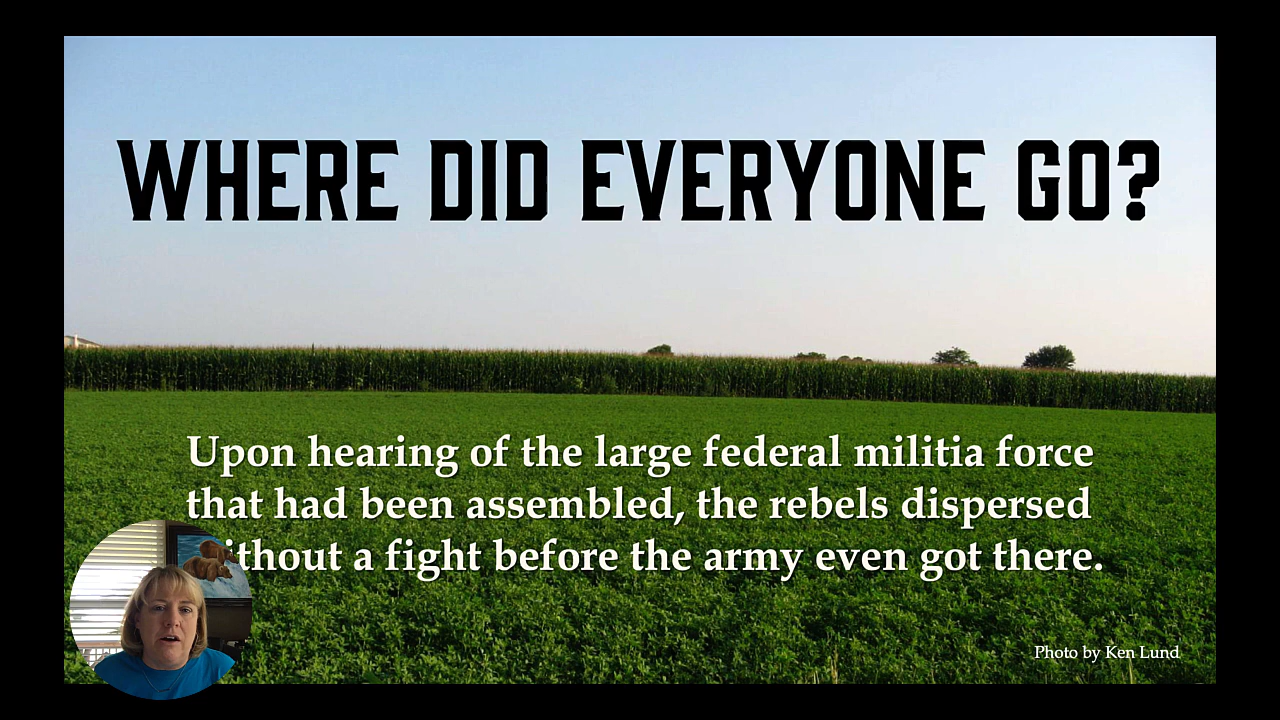 WHERE DID EVERYONE GO?
Upon hearing of the large federal militia force
that had been assembled, the rebels dispersed
ithout a fight before the army even got there.
Photo by Ken Lund